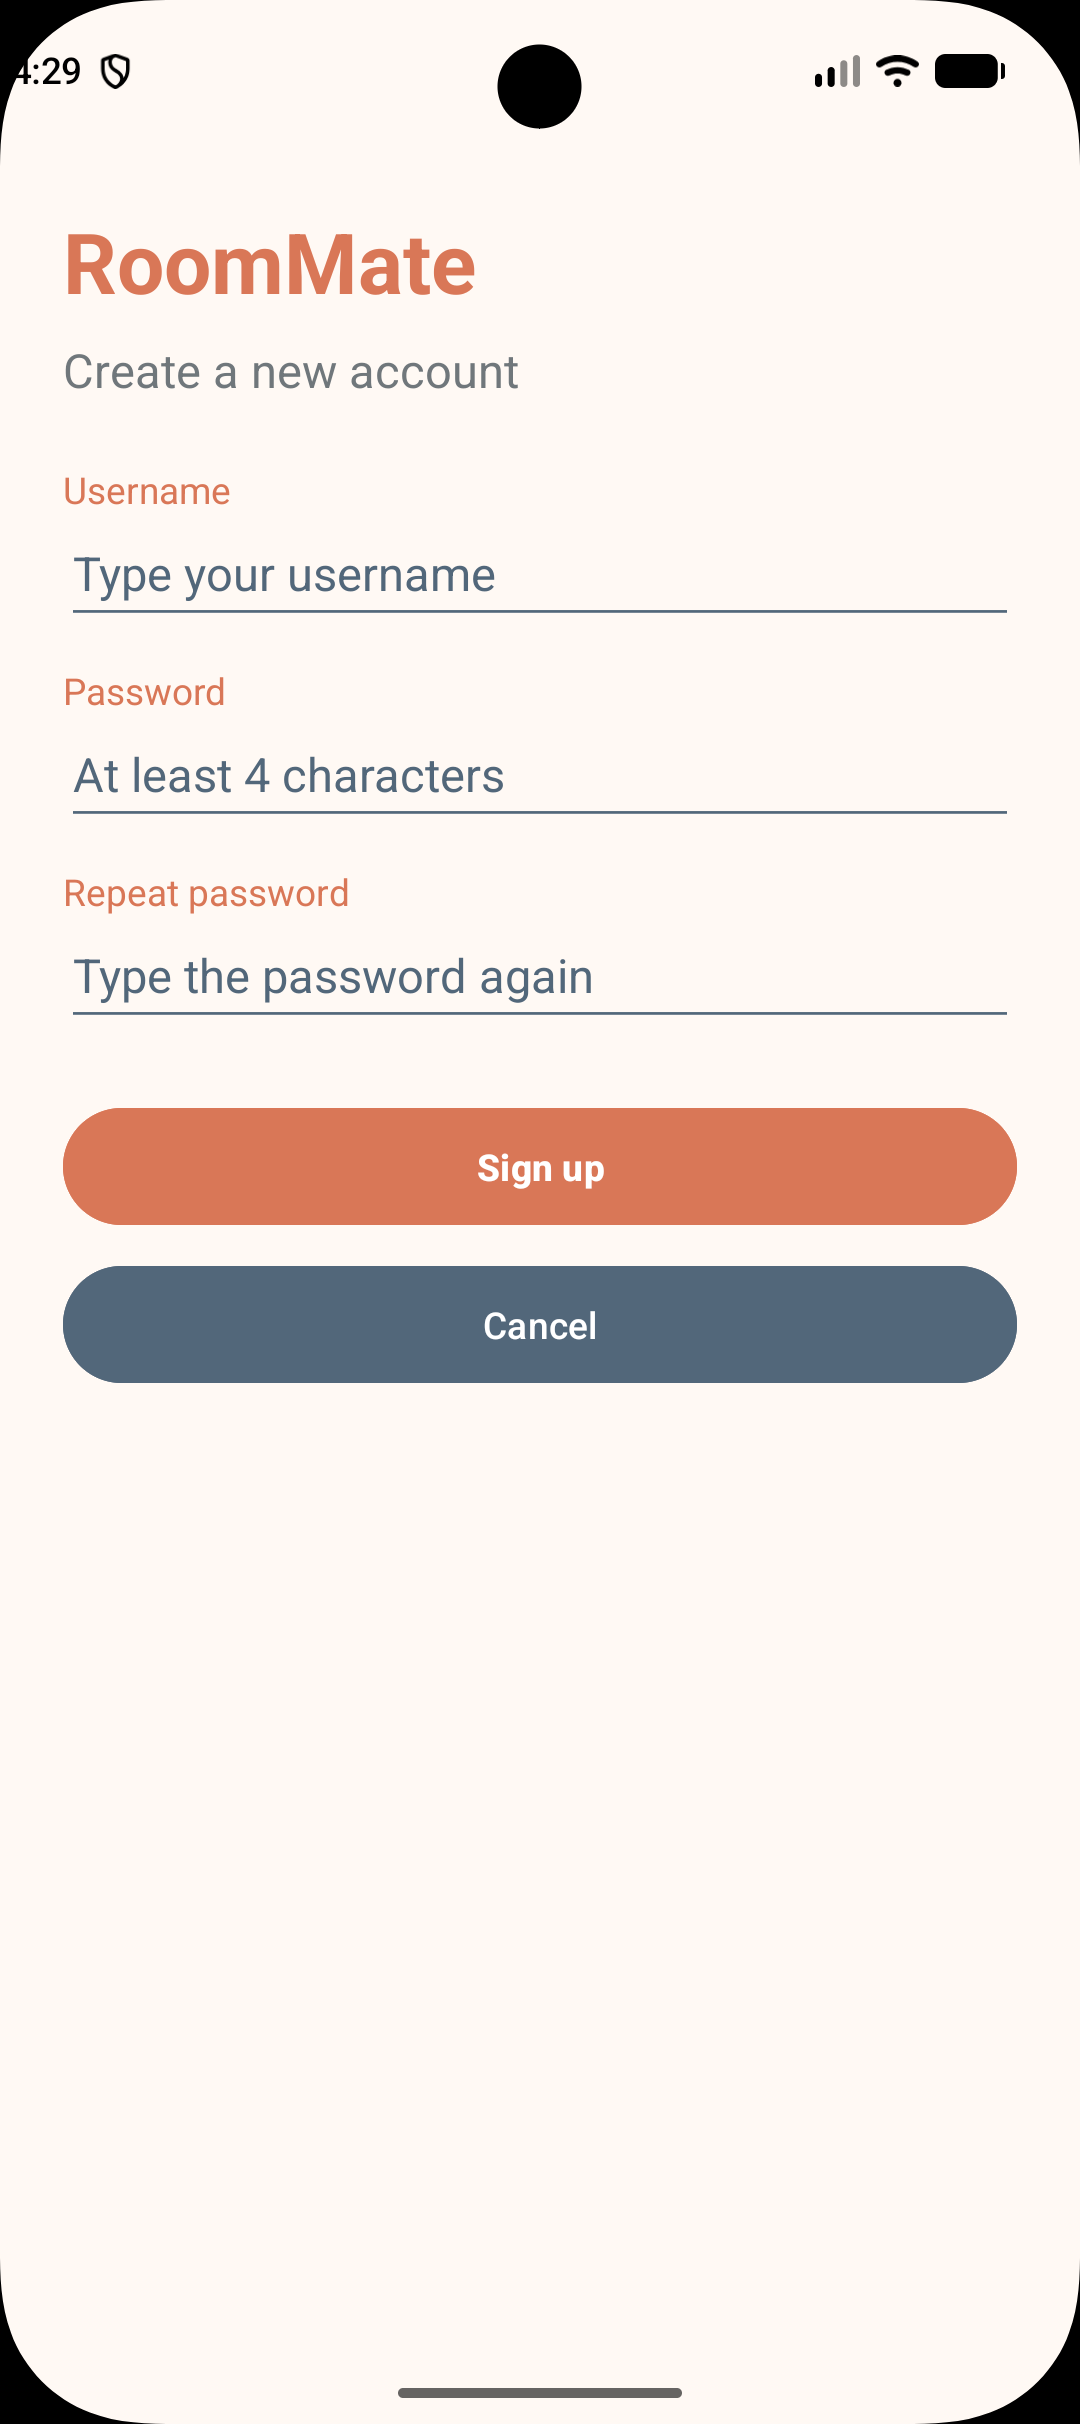 4:29
RoomMate
Create a new account
Username
Type your username
Password
At least 4 characters
Repeat password
Type the password again
Sign up
Cancel